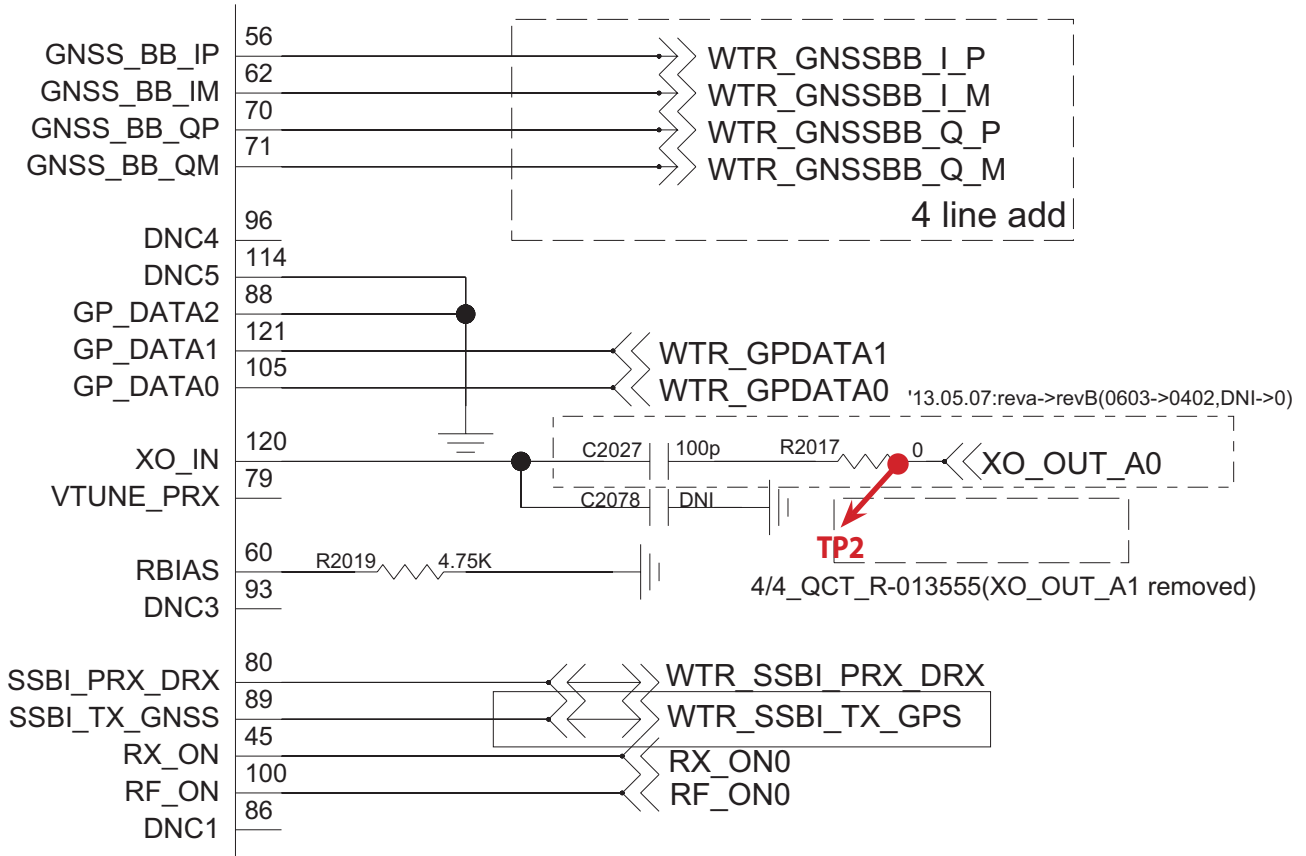 GNSS_BB_IP 56 WTR_GNSSBB_I_P
GNSS_BB_IM 62 WTR_GNSSBB_I_M
GNSS_BB_QP 70 WTR_GNSSBB_Q_P
GNSS_BB_QM 71 WTR_GNSSBB_Q_M
4 line add
DNC4 96
DNC5 114
GP_DATA2 88
GP_DATA1 121 WTR_GPDATA1
GP_DATA0 105 WTR_GPDATA0
'13.05.07:reva->revB(0603->0402,DNI->0)
XO_IN 120 C2027 100p R2017 0 XO_OUT_A0
VTUNE_PRX 79 C2078 DNI
TP2
4/4_QCT_R-013555(XO_OUT_A1 removed)
RBIAS 60 R2019 4.75K
DNC3 93
SSBI_PRX_DRX 80 WTR_SSBI_PRX_DRX
SSBI_TX_GNSS 89 WTR_SSBI_TX_GPS
RX_ON 45 RX_ON0
RF_ON 100 RF_ON0
DNC1 86